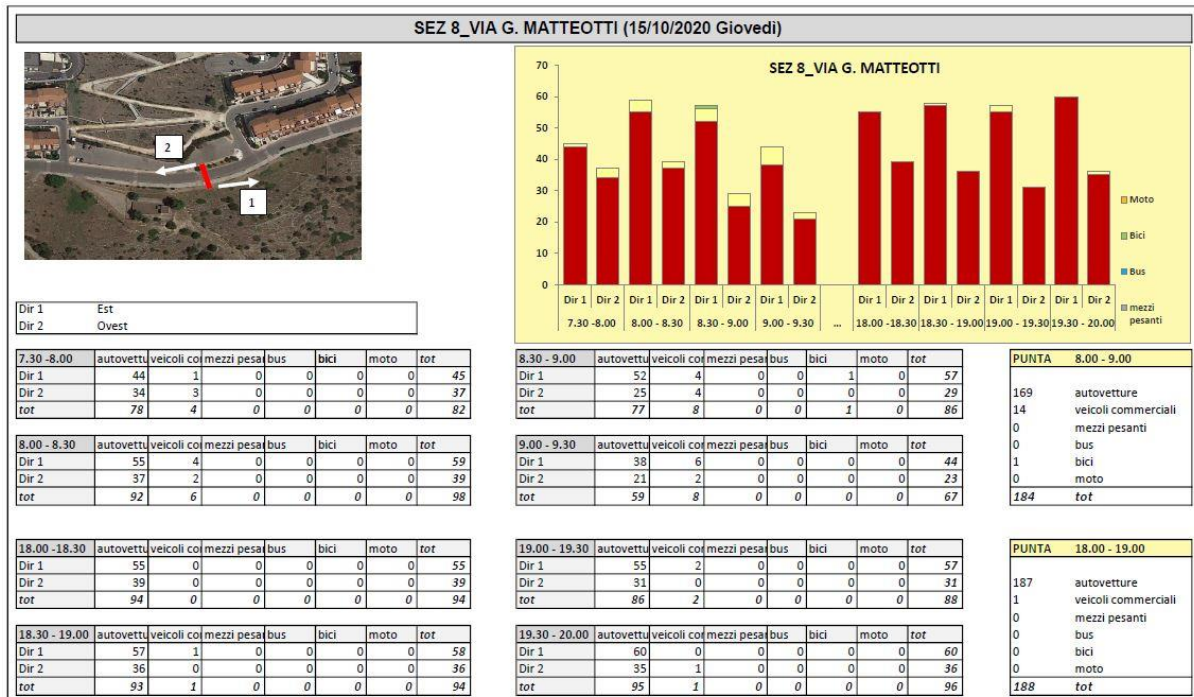 SEZ 8_VIA G. MATTEOTTI (15/10/2020 Giovedì)
2
1
SEZ 8_VIA G. MATTEOTTI
70
60
50
40
30
20
10
0
Moto
Bici
Bus
mezzi pesanti
Dir 1 Dir 2 Dir 1 Dir 2 Dir 1 Dir 2 Dir 1 Dir 2 Dir 1 Dir 2 Dir 1 Dir 2 Dir 1 Dir 2 Dir 1 Dir 2
7.30 -8.00 8.00 - 8.30 8.30 - 9.00 9.00 - 9.30 ... 18.00 -18.30 18.30 - 19.00 19.00 - 19.30 19.30 - 20.00
Dir 1 Est
Dir 2 Ovest
7.30 -8.00 autovettu veicoli cor mezzi pesar bus bici moto tot
Dir 1 44 1 0 0 0 0 45
Dir 2 34 3 0 0 0 0 37
tot 78 4 0 0 0 0 82
8.30 - 9.00 autovettu veicoli cor mezzi pesar bus bici moto tot
Dir 1 52 4 0 0 1 0 57
Dir 2 25 4 0 0 0 0 29
tot 77 8 0 0 1 0 86
PUNTA 8.00 - 9.00
169 autovetture
14 veicoli commerciali
0 mezzi pesanti
0 bus
1 bici
0 moto
184 tot
8.00 - 8.30 autovettu veicoli cor mezzi pesar bus bici moto tot
Dir 1 55 4 0 0 0 0 59
Dir 2 37 2 0 0 0 0 39
tot 92 6 0 0 0 0 98
9.00 - 9.30 autovettu veicoli cor mezzi pesar bus bici moto tot
Dir 1 38 6 0 0 0 0 44
Dir 2 21 2 0 0 0 0 23
tot 59 8 0 0 0 0 67
18.00 -18.30 autovettu veicoli cor mezzi pesar bus bici moto tot
Dir 1 55 0 0 0 0 0 55
Dir 2 39 0 0 0 0 0 39
tot 94 0 0 0 0 0 94
19.00 - 19.30 autovettu veicoli cor mezzi pesar bus bici moto tot
Dir 1 55 2 0 0 0 0 57
Dir 2 31 0 0 0 0 0 31
tot 86 2 0 0 0 0 88
PUNTA 18.00 - 19.00
187 autovetture
1 veicoli commerciali
0 mezzi pesanti
0 bus
0 bici
0 moto
188 tot
18.30 - 19.00 autovettu veicoli cor mezzi pesar bus bici moto tot
Dir 1 57 1 0 0 0 0 58
Dir 2 36 0 0 0 0 0 36
tot 93 1 0 0 0 0 94
19.30 - 20.00 autovettu veicoli cor mezzi pesar bus bici moto tot
Dir 1 60 0 0 0 0 0 60
Dir 2 35 1 0 0 0 0 36
tot 95 1 0 0 0 0 96